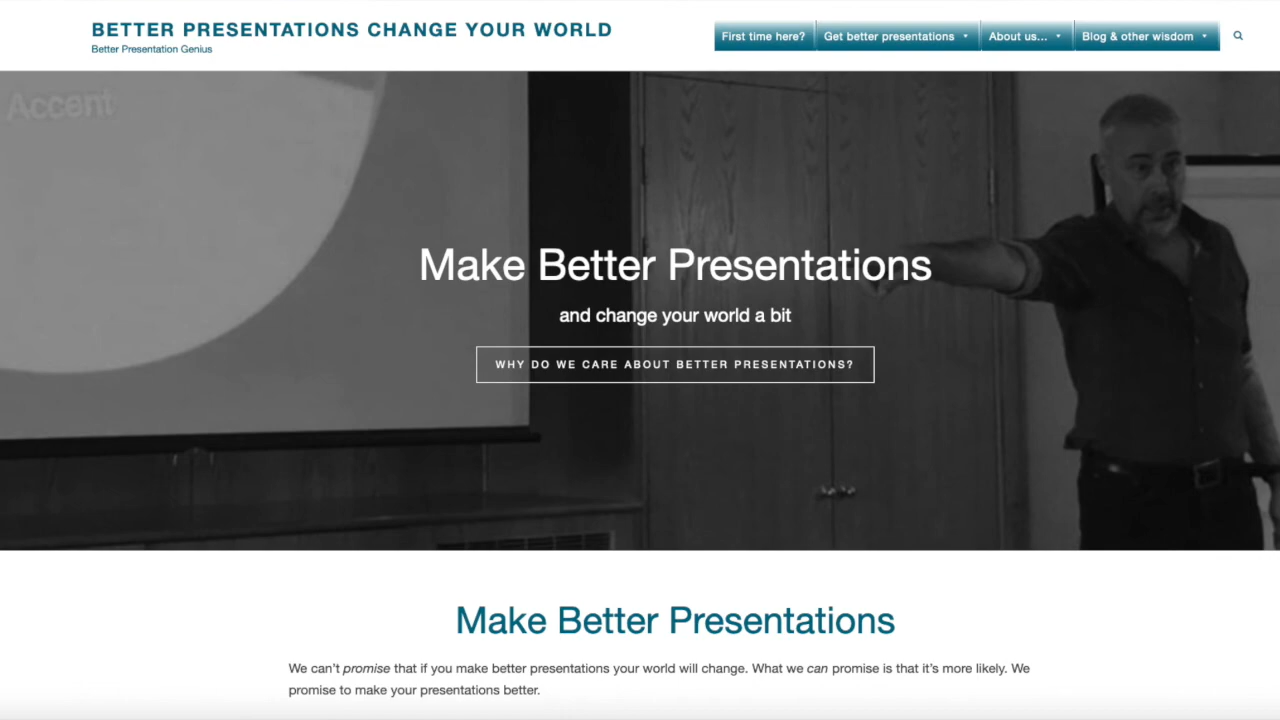 BETTER PRESENTATIONS CHANGE YOUR WORLD
Better Presentation Genius
First time here?
Get better presentations
About us...
Blog & other wisdom
Accent
Make Better Presentations
and change your world a bit
WHY DO WE CARE ABOUT BETTER PRESENTATIONS?
Make Better Presentations
We can't promise that if you make better presentations your world will change. What we can promise is that it's more likely. We
promise to make your presentations better.